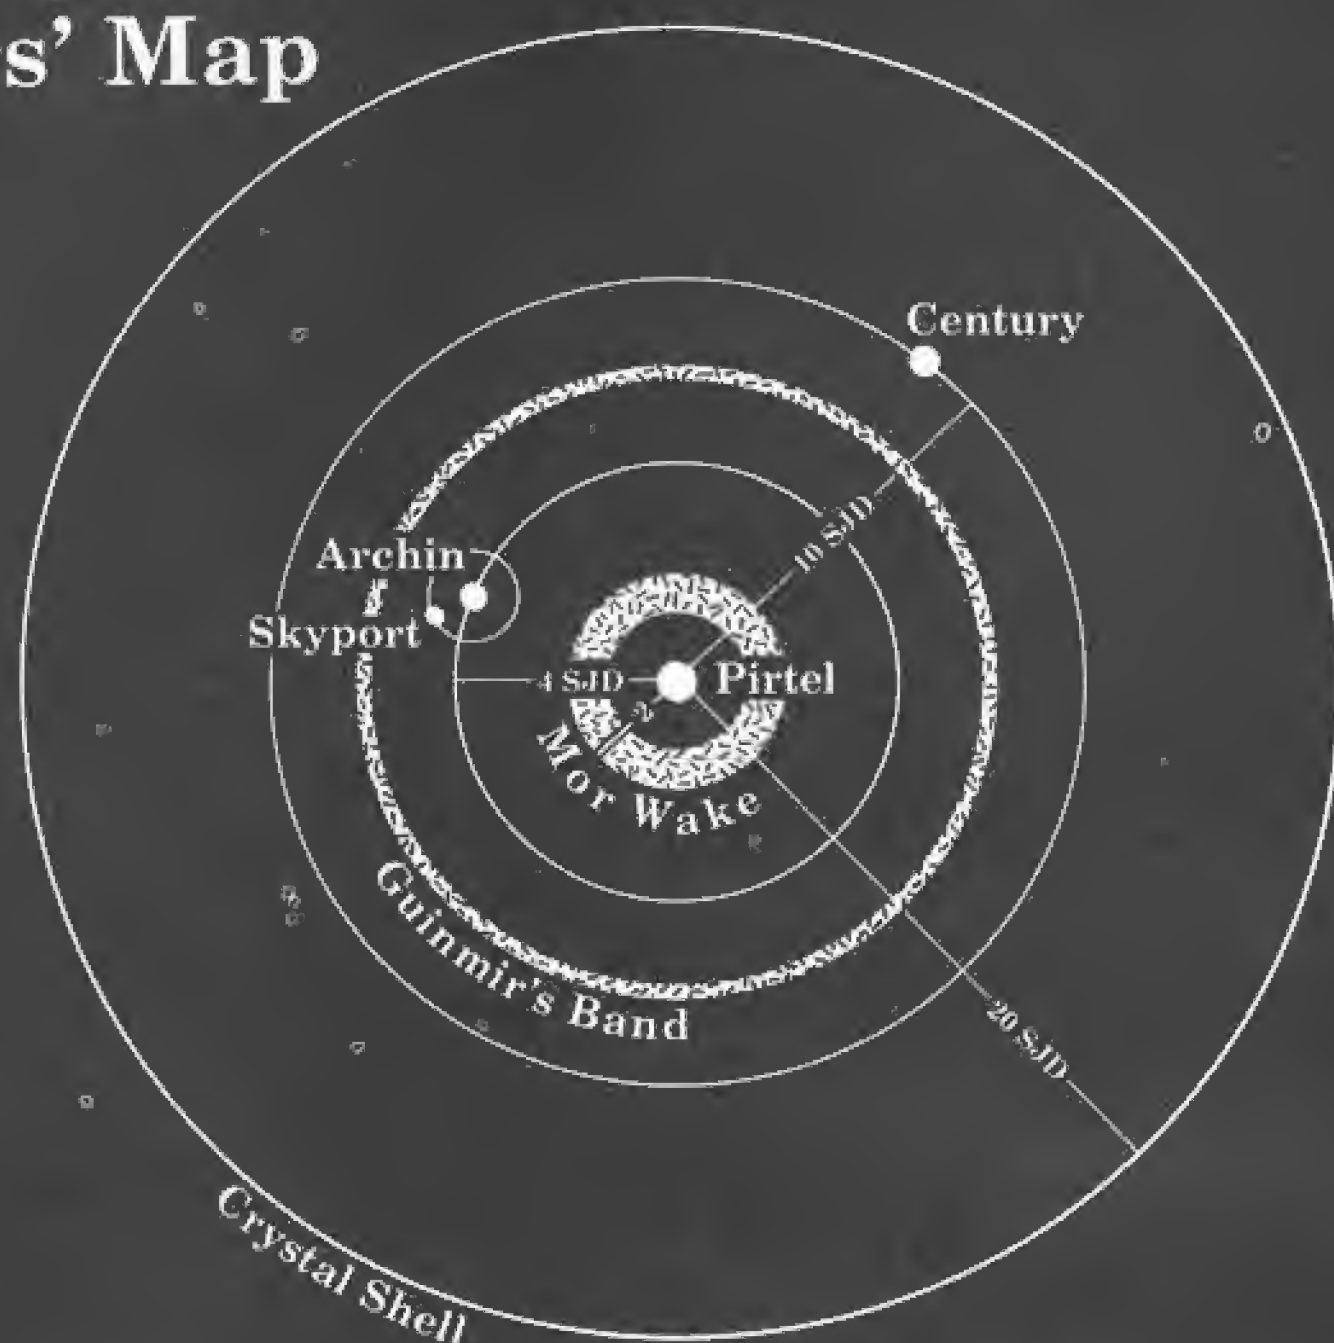 s’ Map
Century
10 SJD
Archin
Skyport
4 SJD
Pirtel
2
Mor Wake
Guinmir's Band
20 SJD
Crystal Shell